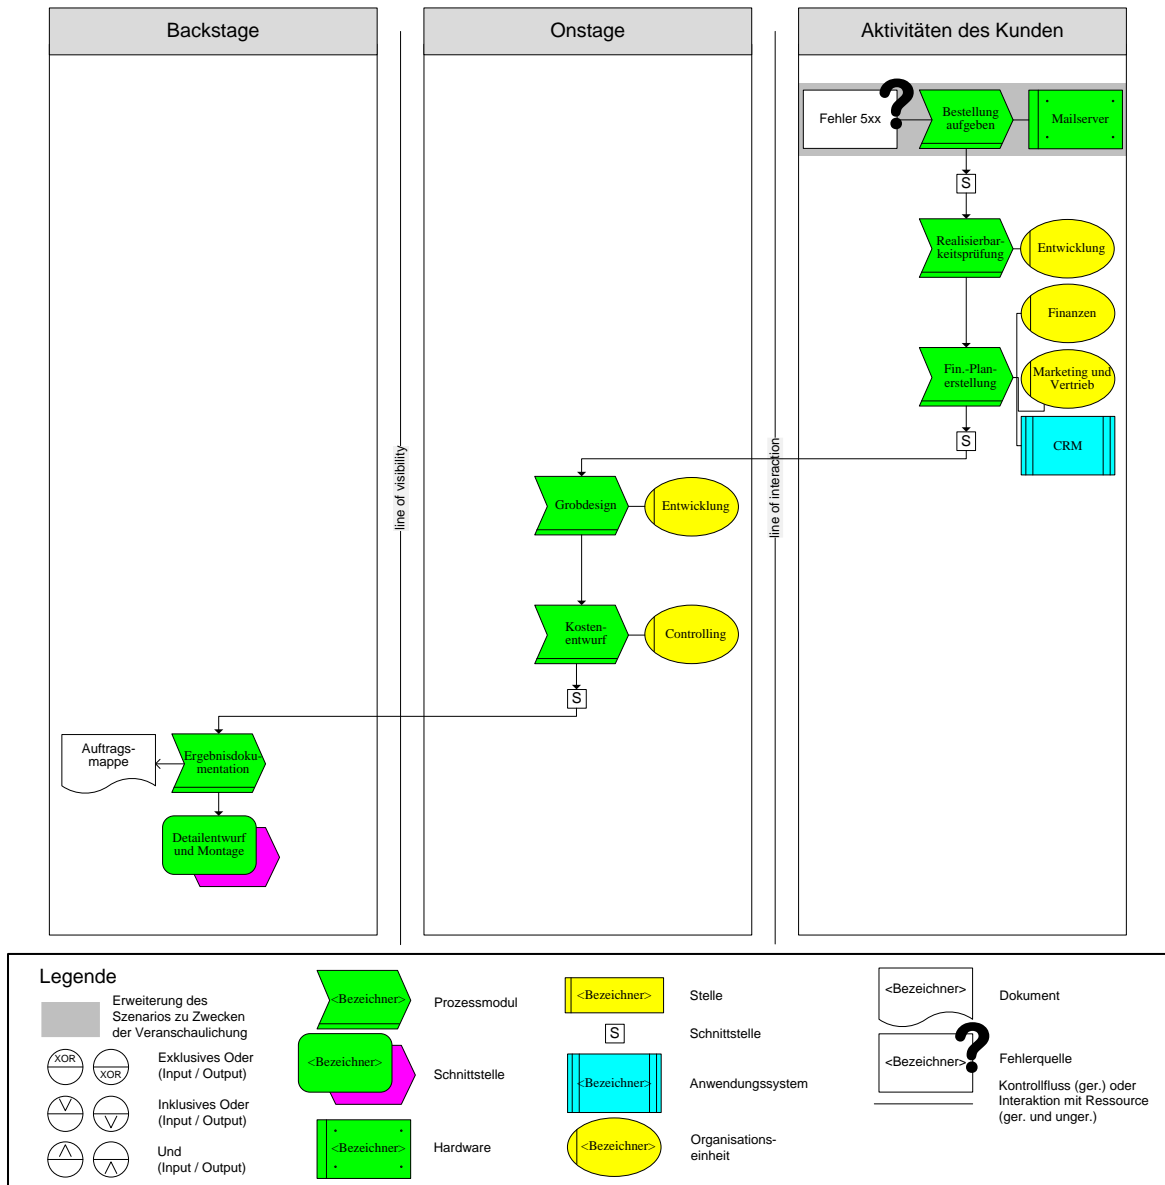 Backstage
Onstage
Aktivitäten des Kunden
Fehler 5xx
?
Bestellung
aufgeben
Mailserver
S
Realisierbar-
keitsprüfung
Entwicklung
Finanzen
Fin.-Plan-
erstellung
Marketing und
Vertrieb
S
CRM
line of visibility
line of interaction
Grobdesign
Entwicklung
Kosten-
entwurf
Controlling
S
Auftrags-
mappe
Ergebnisdoku-
mentation
Detailentwurf
und Montage
Legende
Erweiterung des
Szenarios zu Zwecken
der Veranschaulichung
XOR
XOR
Exklusives Oder
(Input / Output)
Inklusives Oder
(Input / Output)
Und
(Input / Output)
<Bezeichner>
Prozessmodul
<Bezeichner>
Schnittstelle
<Bezeichner>
Hardware
<Bezeichner>
Stelle
S
Schnittstelle
<Bezeichner>
Anwendungssystem
<Bezeichner>
Organisations-
einheit
<Bezeichner>
Dokument
<Bezeichner>
?
Fehlerquelle
Kontrollfluss (ger.) oder
Interaktion mit Ressource
(ger. und unger.)